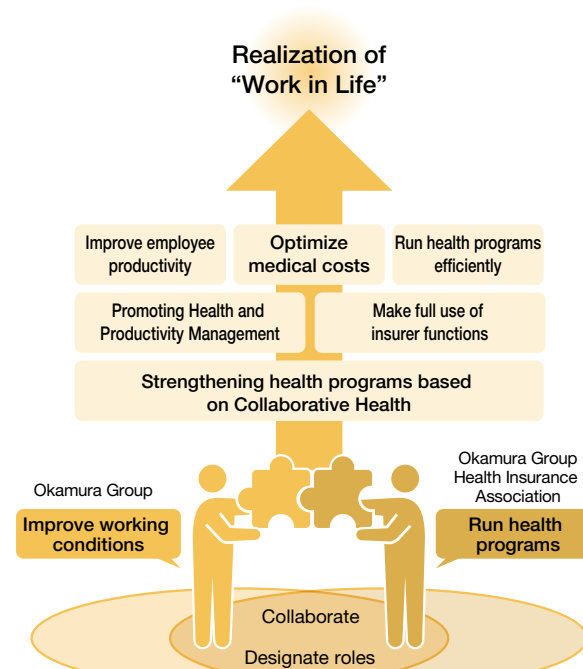 Realization of
“Work in Life”
Improve employee
productivity
Optimize
medical costs
Run health programs
efficiently
Promoting Health and
Productivity Management
Make full use of
insurer functions
Strengthening health programs based
on Collaborative Health
Okamura Group
Improve working
conditions
Okamura Group
Health Insurance
Association
Run health
programs
Collaborate
Designate roles